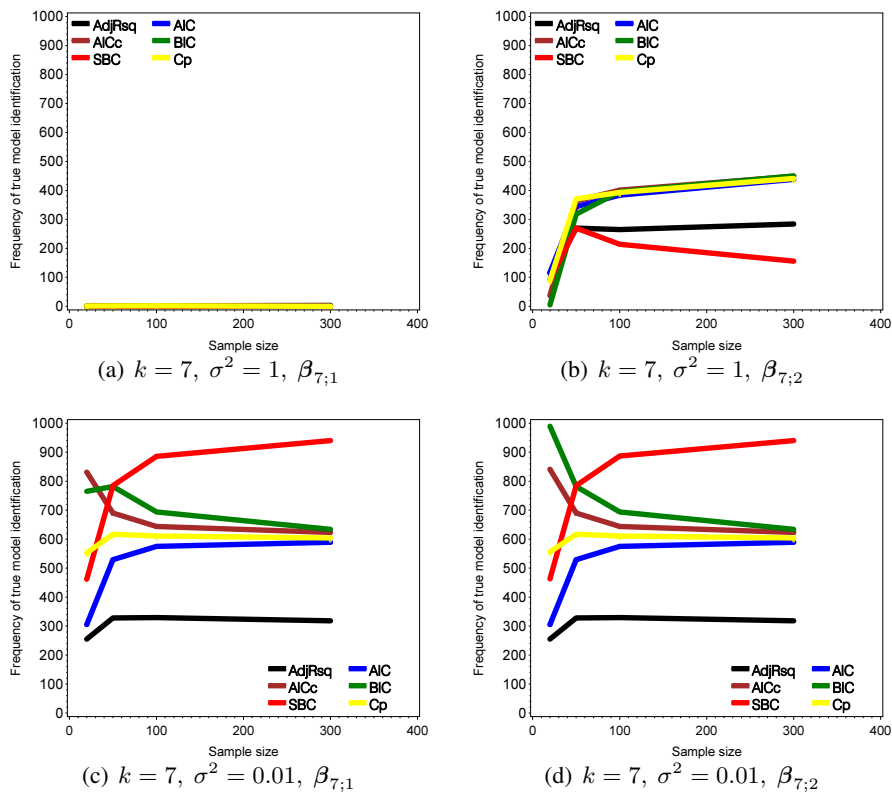 Frequency of true model identification
1000
900
800
700
600
500
400
300
200
100
0
AdjRsq AIC
AICc BIC
SBC Cp
0 100 200 300 400
Sample size
(a) k = 7, σ² = 1, β₇;₁
Frequency of true model identification
1000
900
800
700
600
500
400
300
200
100
0
AdjRsq AIC
AICc BIC
SBC Cp
0 100 200 300 400
Sample size
(b) k = 7, σ² = 1, β₇;₂
Frequency of true model identification
1000
900
800
700
600
500
400
300
200
100
0
AdjRsq AIC
AICc BIC
SBC Cp
0 100 200 300 400
Sample size
(c) k = 7, σ² = 0.01, β₇;₁
Frequency of true model identification
1000
900
800
700
600
500
400
300
200
100
0
AdjRsq AIC
AICc BIC
SBC Cp
0 100 200 300 400
Sample size
(d) k = 7, σ² = 0.01, β₇;₂